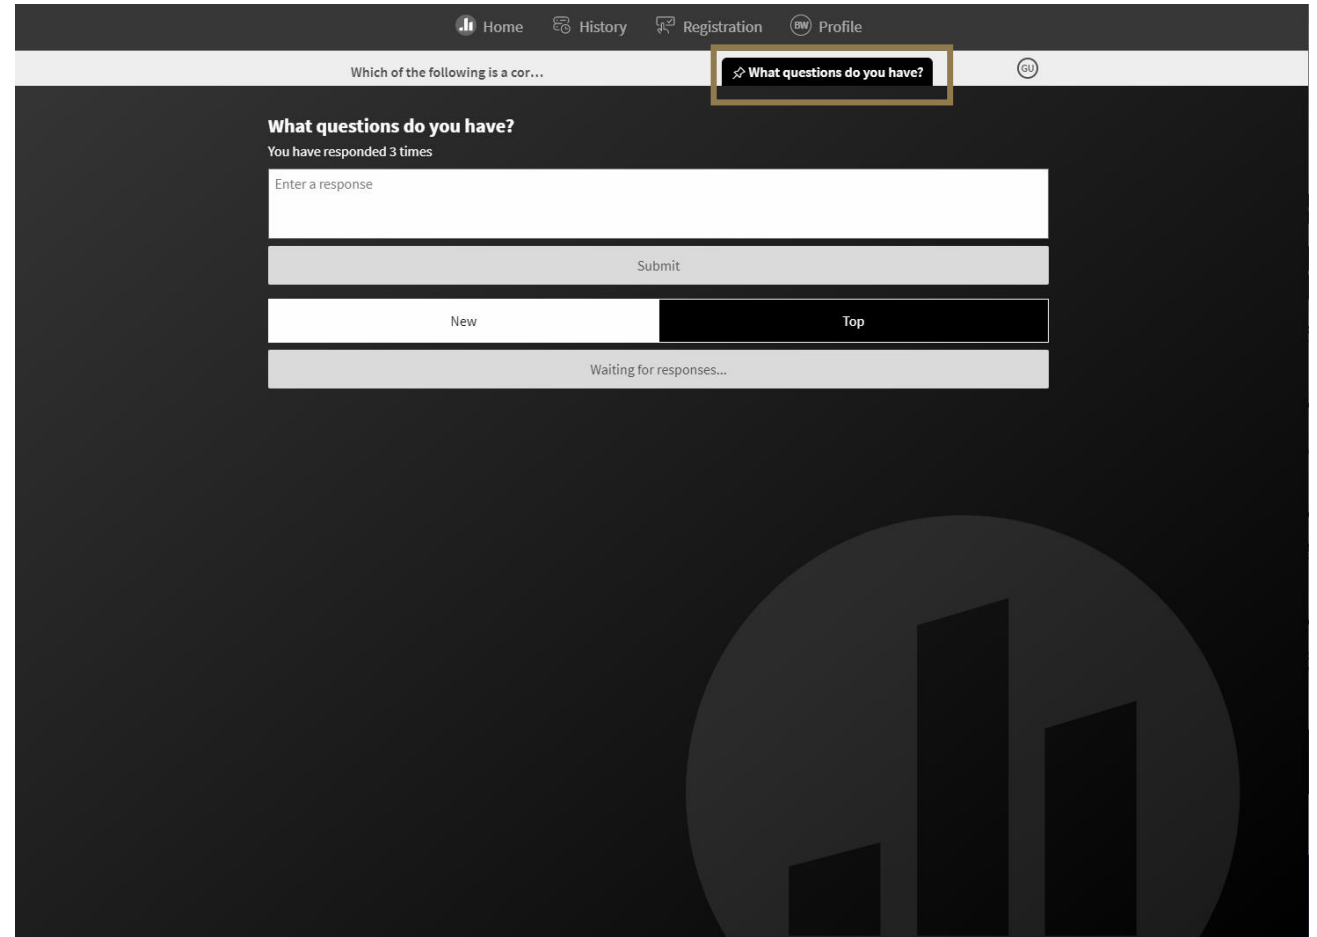 Home History Registration BW Profile
Which of the following is a cor... What questions do you have? GU
What questions do you have?
You have responded 3 times
Enter a response
Submit
New Top
Waiting for responses...